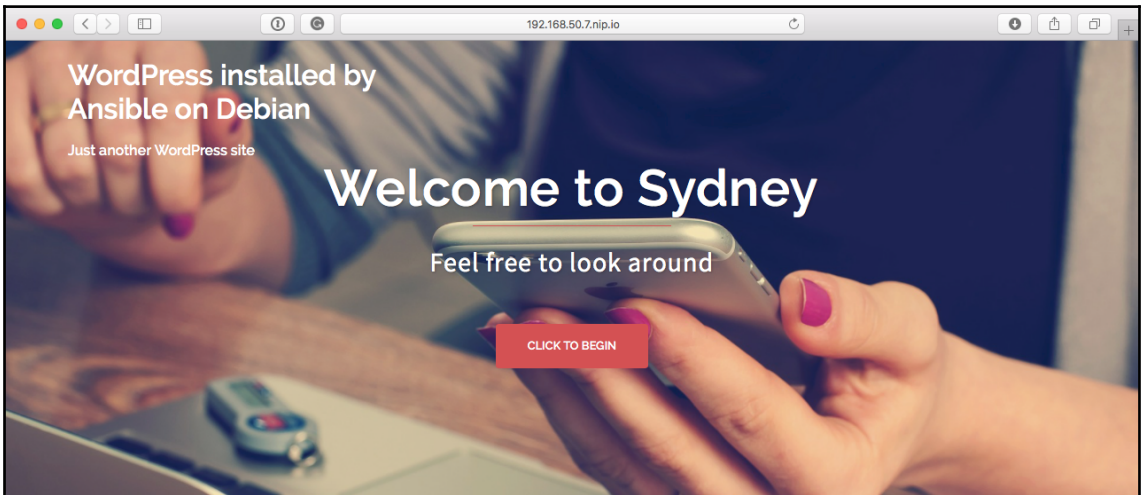 192.168.50.7.nip.io
WordPress installed by
Ansible on Debian
Just another WordPress site
Welcome to Sydney
Feel free to look around
CLICK TO BEGIN